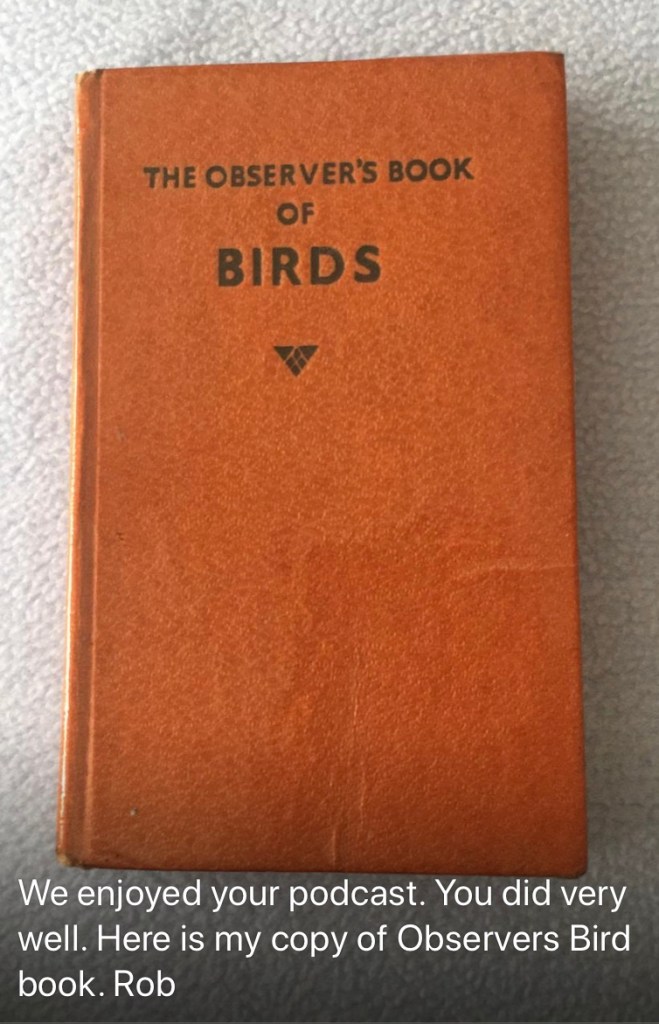 THE OBSERVER'S BOOK
OF
BIRDS
We enjoyed your podcast. You did very
well. Here is my copy of Observers Bird
book. Rob